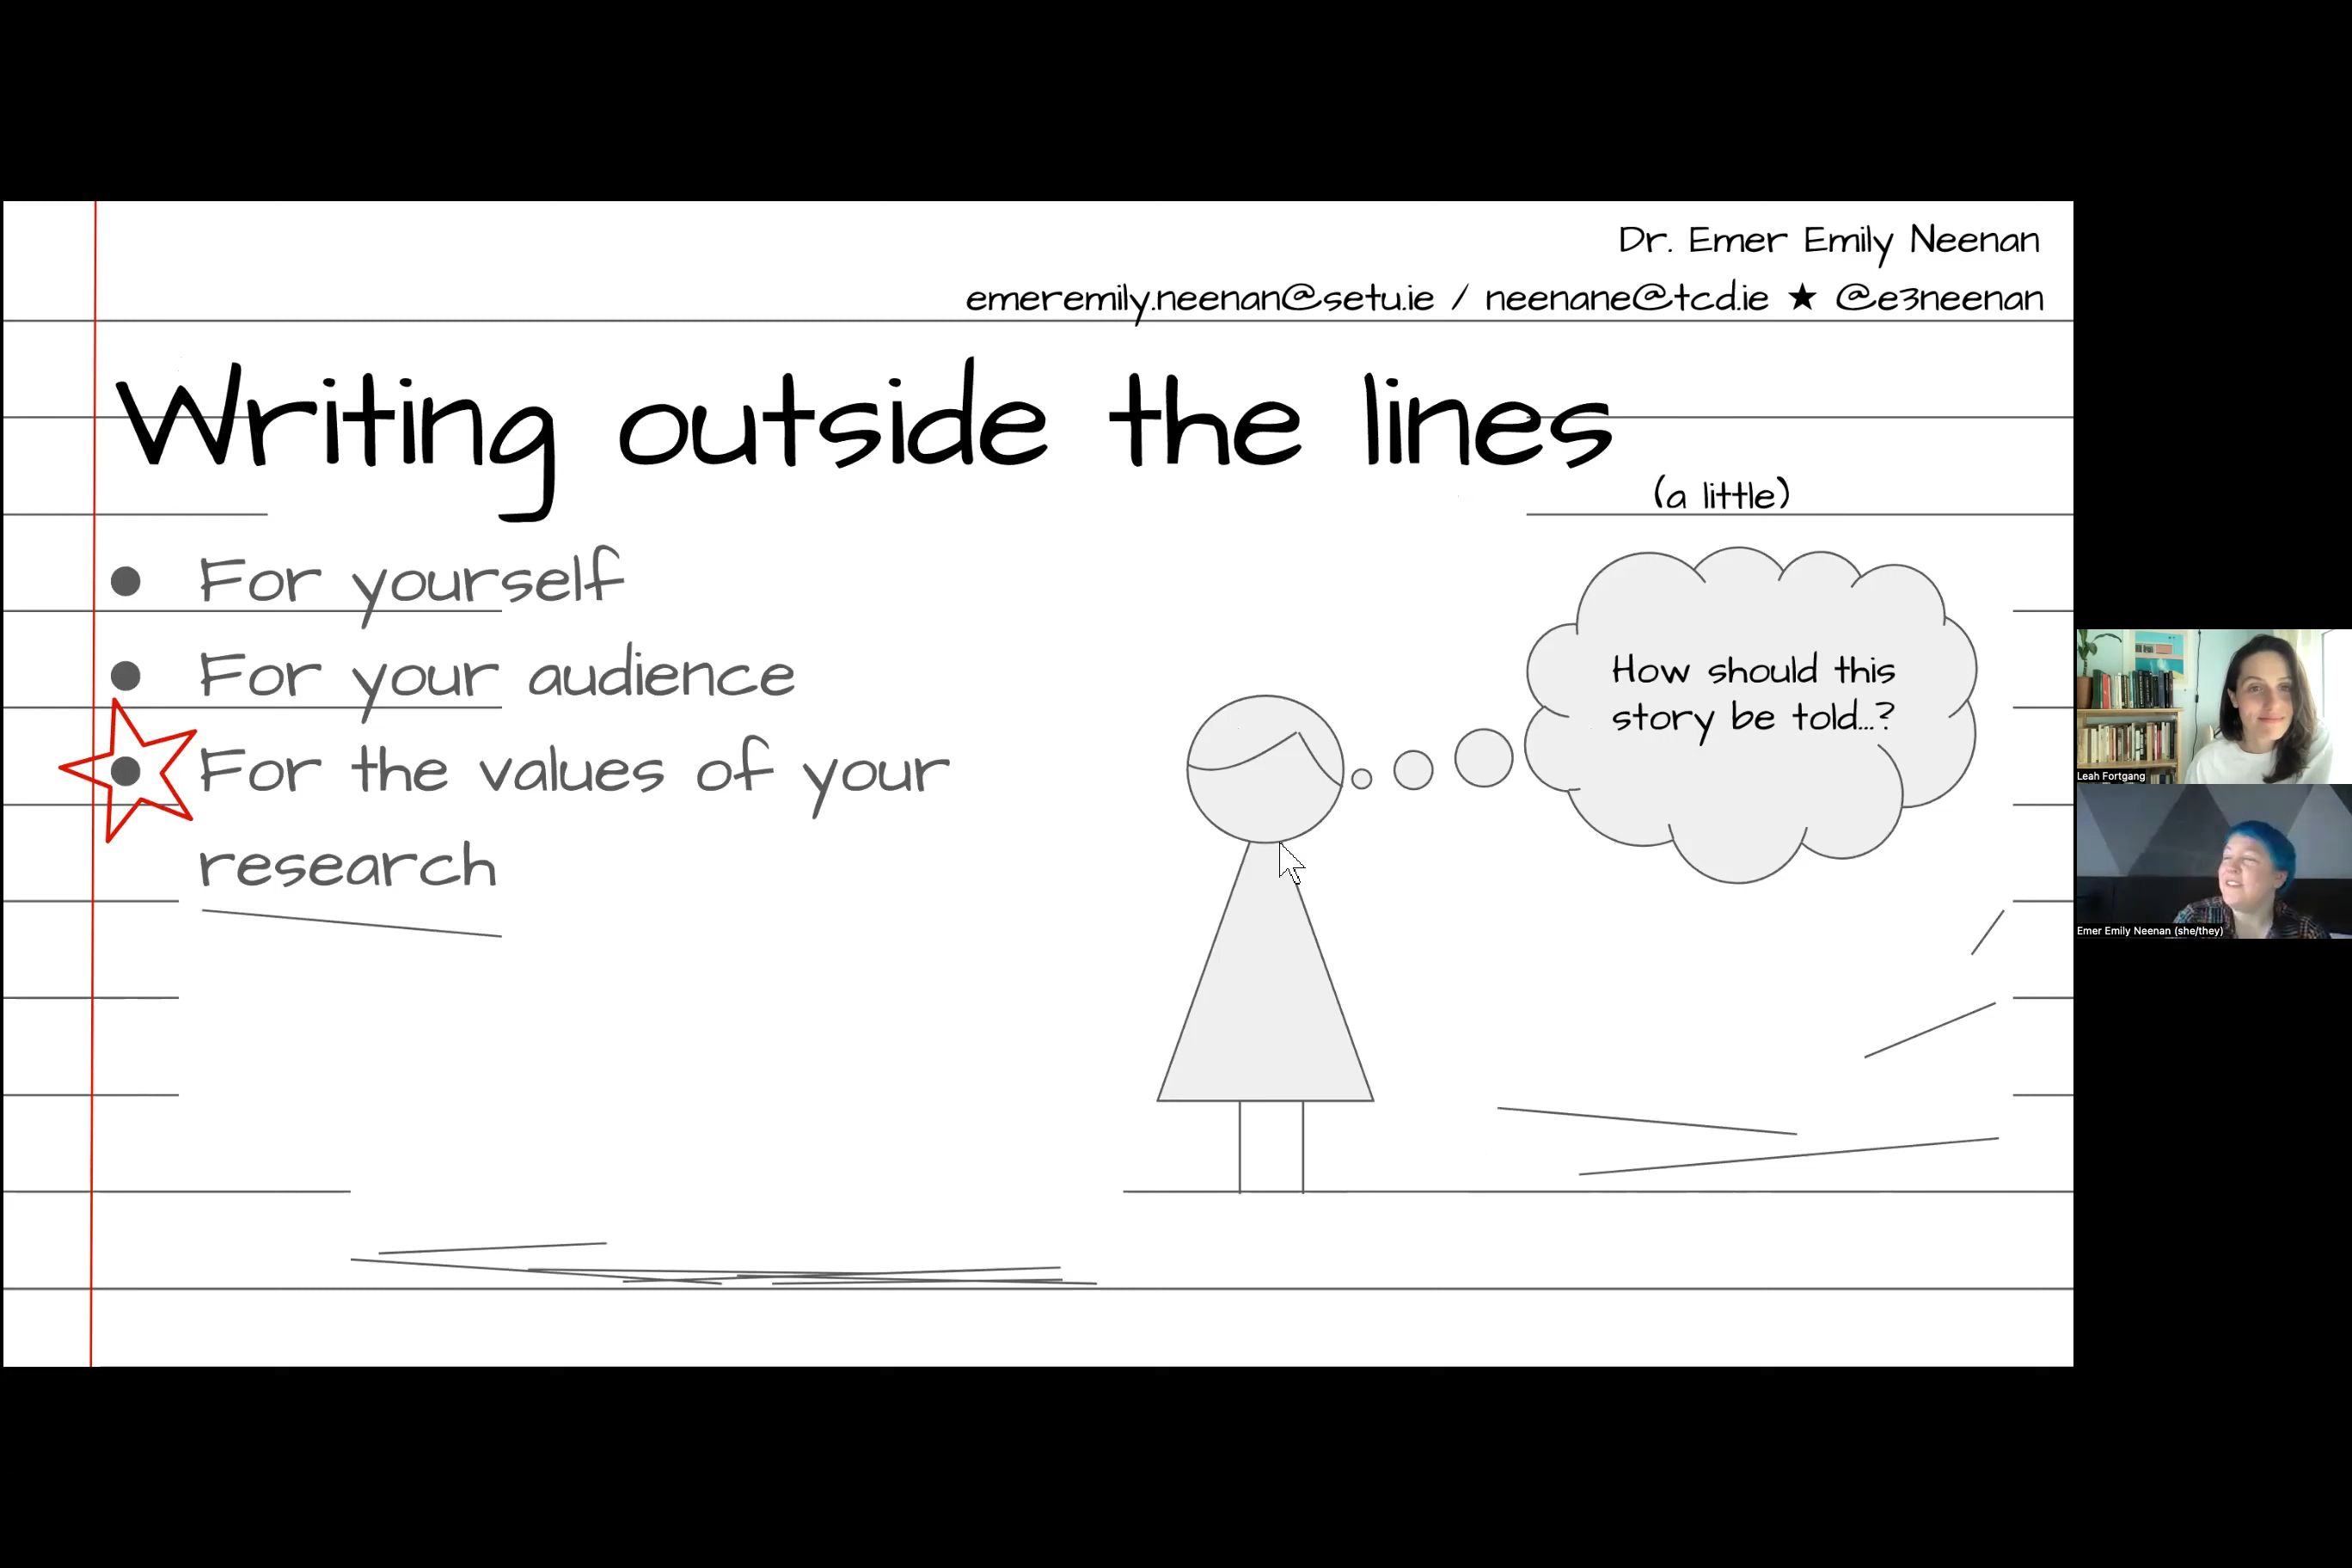 Dr. Emer Emily Neenan
emeremily.neenan@setu.ie / neenane@tcd.ie ★ @e3neenan
Writing outside the lines
(a little)
● For yourself
● For your audience
● For the values of your
research
How should this
story be told...?
Leah Fortgang
Emer Emily Neenan (she/they)